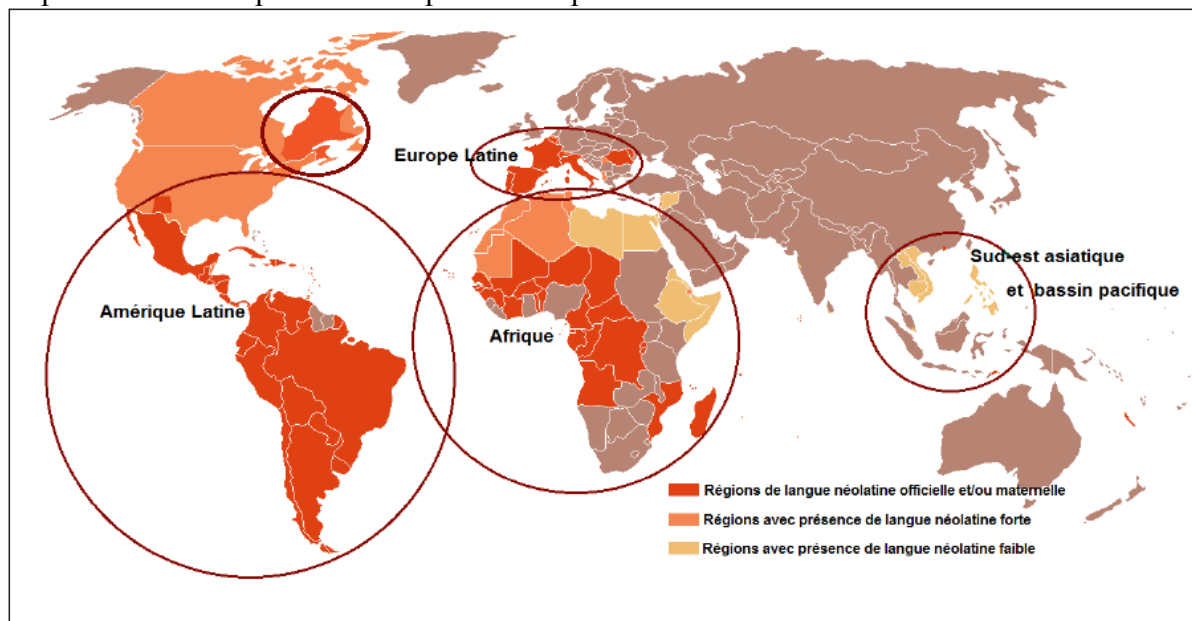 Europe Latine
Sud-est asiatique
et bassin pacifique
Amérique Latine
Afrique
Régions de langue néolatine officielle et/ou maternelle
Régions avec présence de langue néolatine forte
Régions avec présence de langue néolatine faible